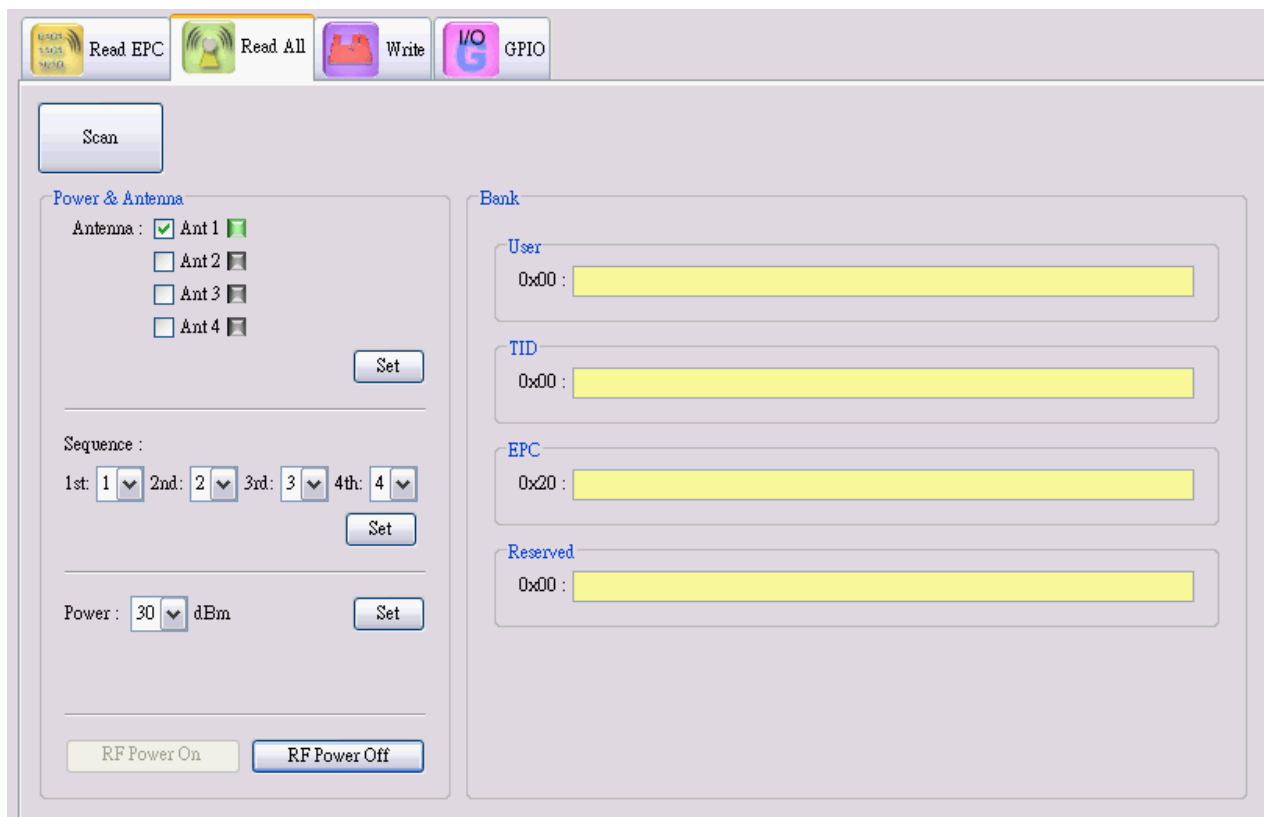 Read EPC Read All Write I/O G GPIO
Scan
Power & Antenna
Antenna : Ant 1
Ant 2
Ant 3
Ant 4
Set
Sequence :
1st: 1 2nd: 2 3rd: 3 4th: 4
Set
Power : 30 dBm Set
RF Power On RF Power Off
Bank
User
0x00 :
TID
0x00 :
EPC
0x20 :
Reserved
0x00 :